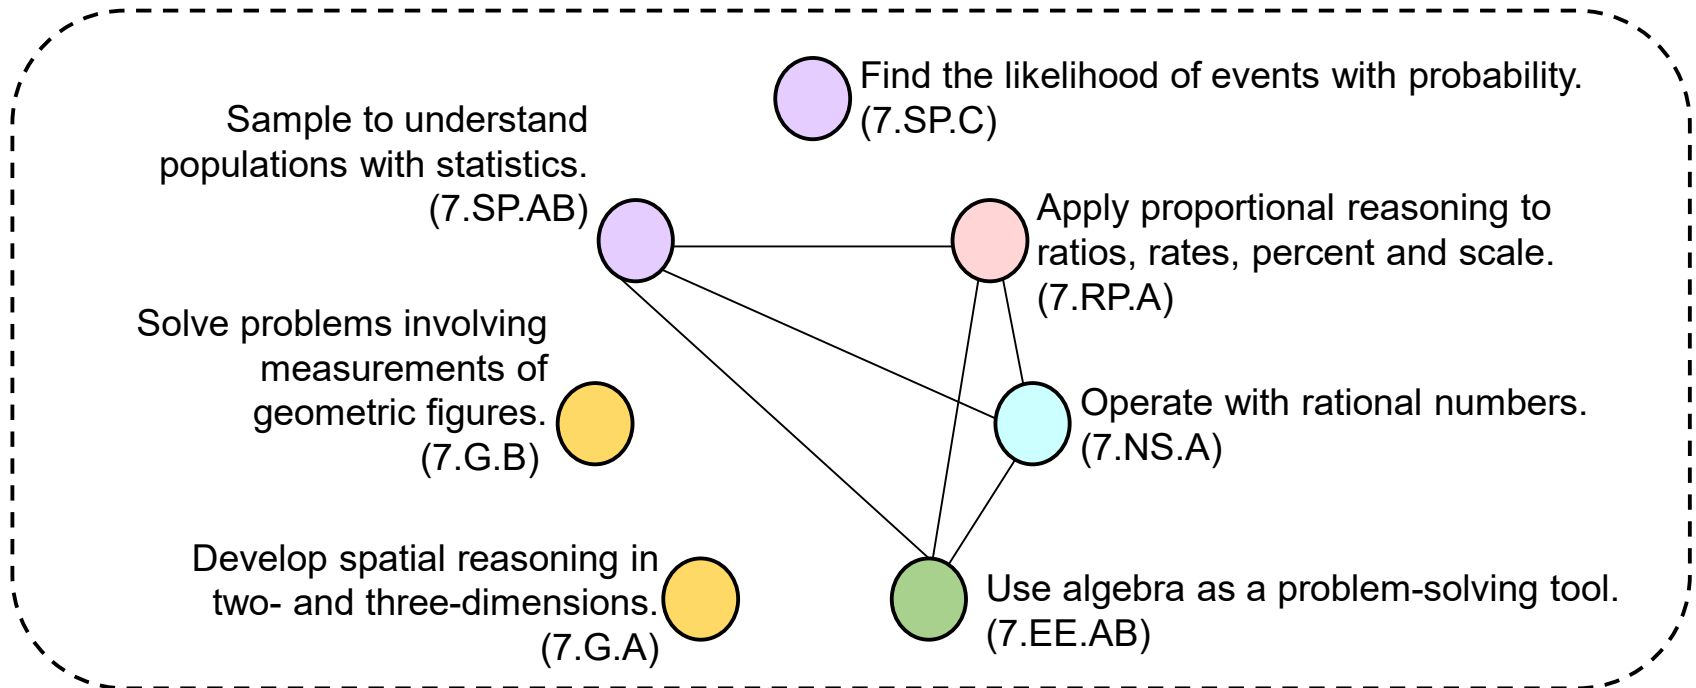 Find the likelihood of events with probability.
(7.SP.C)
Sample to understand
populations with statistics.
(7.SP.AB)
Apply proportional reasoning to
ratios, rates, percent and scale.
(7.RP.A)
Solve problems involving
measurements of
geometric figures.
(7.G.B)
Operate with rational numbers.
(7.NS.A)
Develop spatial reasoning in
two- and three-dimensions.
(7.G.A)
Use algebra as a problem-solving tool.
(7.EE.AB)